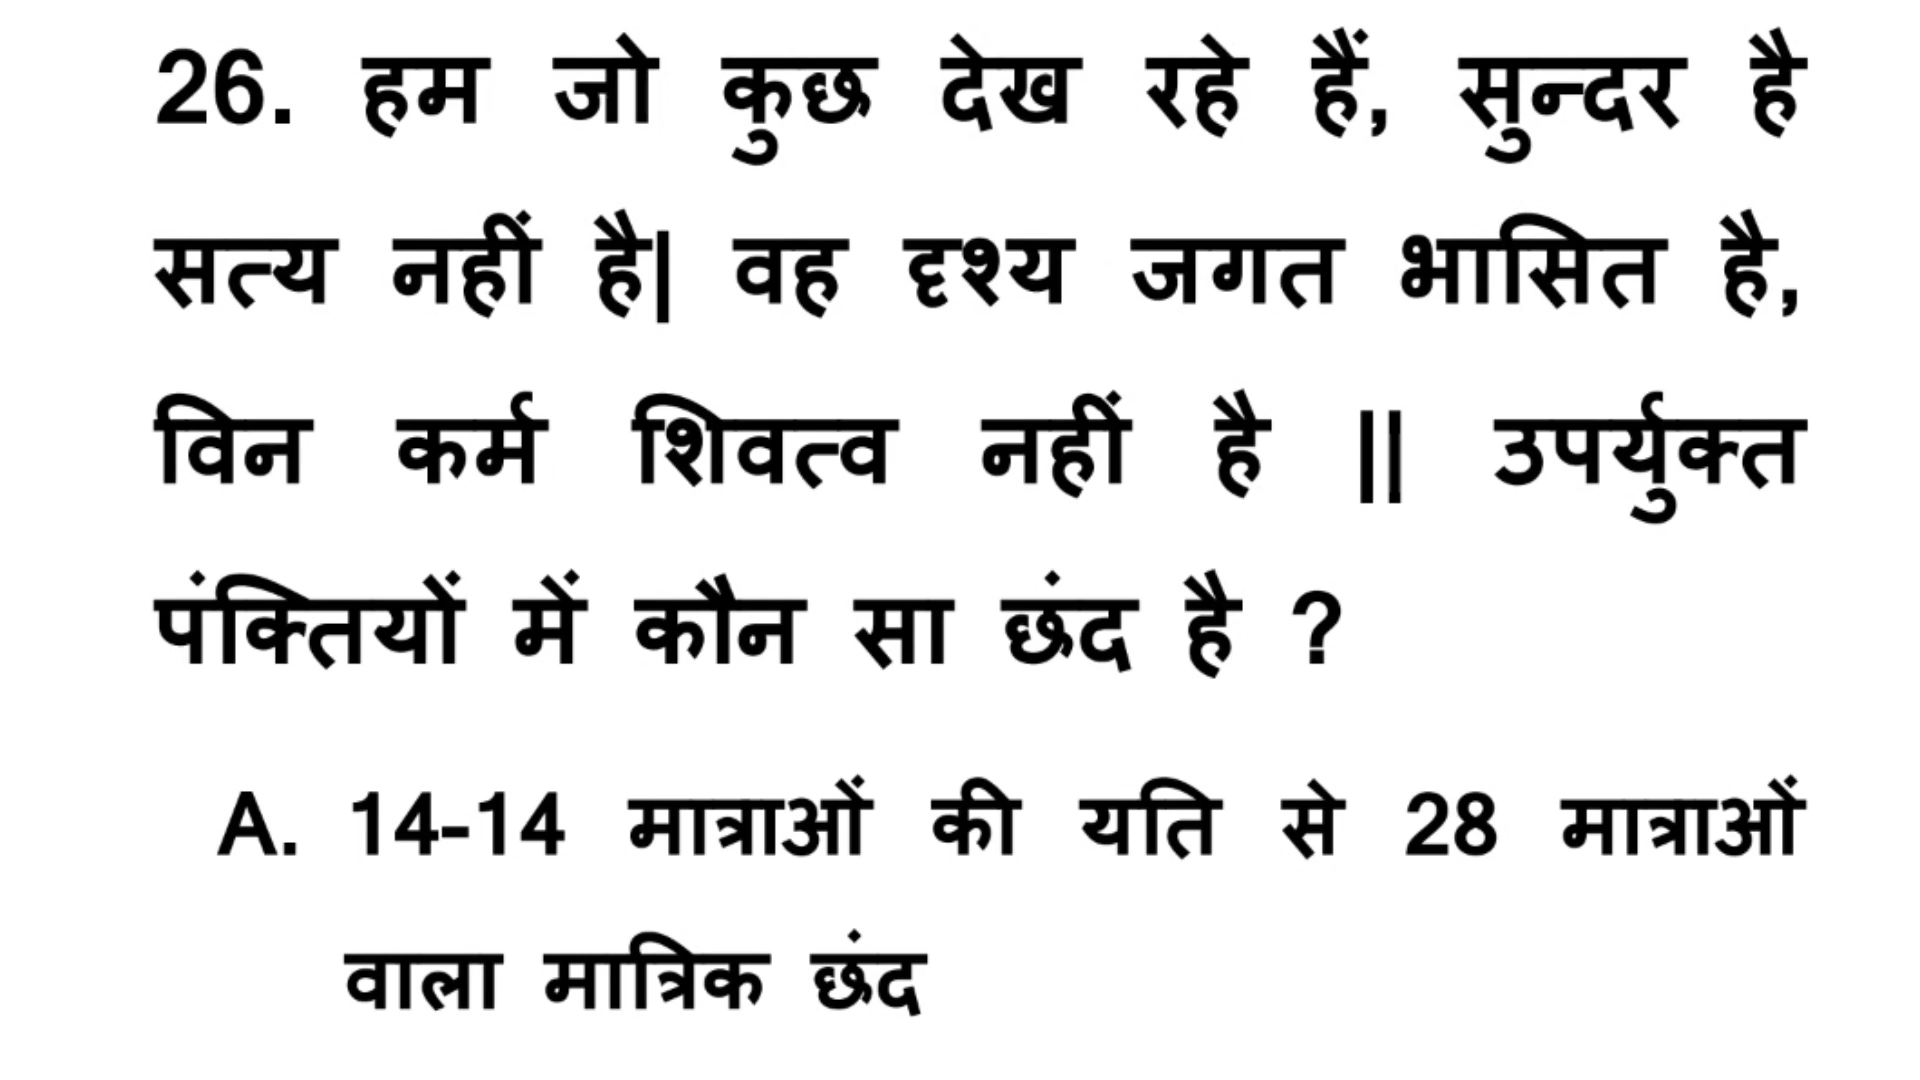 26. हम जो कुछ देख रहे हैं, सुन्दर है
सत्य नहीं है| वह दृश्य जगत भासित है,
विन कर्म शिवत्व नहीं है || उपर्युक्त
पंक्तियों में कौन सा छंद है ?
A. 14-14 मात्राओं की यति से 28 मात्राओं
वाला मात्रिक छंद